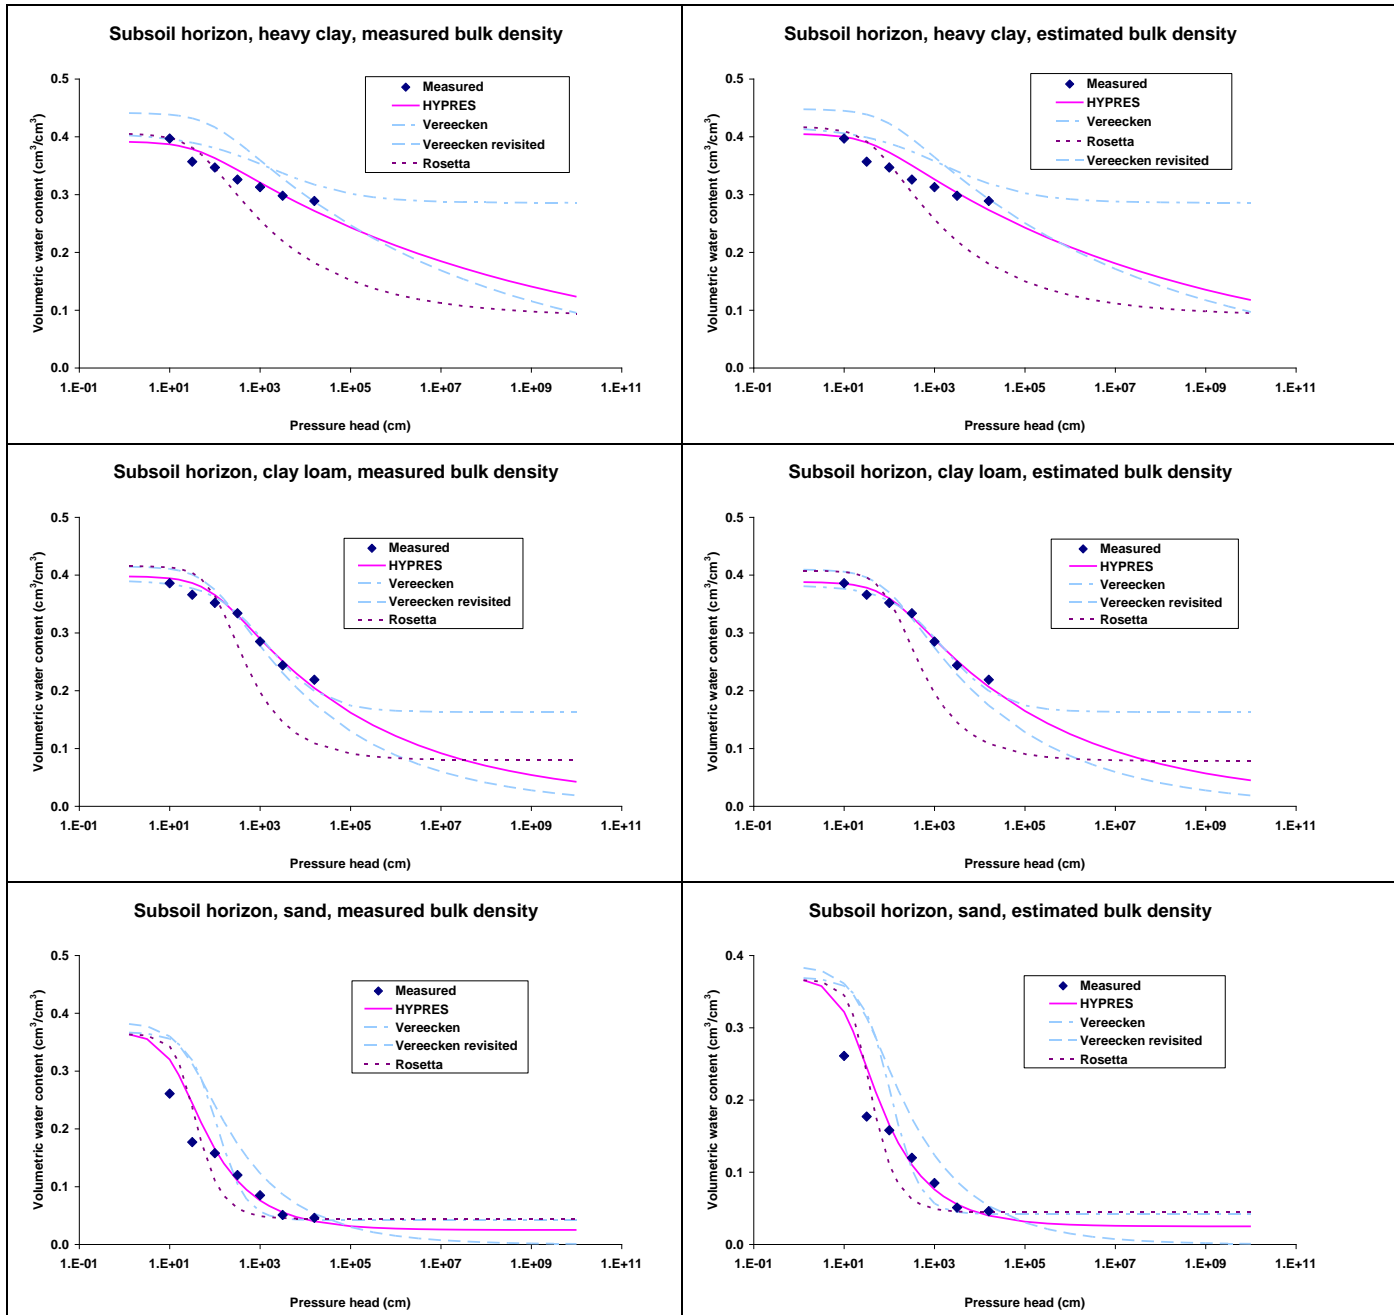 Subsoil horizon, heavy clay, measured bulk density
Volumetric water content (cm³/cm³)
0.5
0.4
0.3
0.2
0.1
0.0
Measured
HYPRES
Vereecken
Vereecken revisited
Rosetta
1.E-01 1.E+01 1.E+03 1.E+05 1.E+07 1.E+09 1.E+11
Pressure head (cm)
Subsoil horizon, heavy clay, estimated bulk density
Volumetric water content (cm³/cm³)
0.5
0.4
0.3
0.2
0.1
0.0
Measured
HYPRES
Vereecken
Rosetta
Vereecken revisited
1.E-01 1.E+01 1.E+03 1.E+05 1.E+07 1.E+09 1.E+11
Pressure head (cm)
Subsoil horizon, clay loam, measured bulk density
Volumetric water content (cm³/cm³)
0.5
0.4
0.3
0.2
0.1
0.0
Measured
HYPRES
Vereecken
Vereecken revisited
Rosetta
1.E-01 1.E+01 1.E+03 1.E+05 1.E+07 1.E+09 1.E+11
Pressure head (cm)
Subsoil horizon, clay loam, estimated bulk density
Volumetric water content (cm³/cm³)
0.5
0.4
0.3
0.2
0.1
0.0
Measured
HYPRES
Vereecken
Vereecken revisited
Rosetta
1.E-01 1.E+01 1.E+03 1.E+05 1.E+07 1.E+09 1.E+11
Pressure head (cm)
Subsoil horizon, sand, measured bulk density
Volumetric water content (cm³/cm³)
0.5
0.4
0.3
0.2
0.1
0.0
Measured
HYPRES
Vereecken
Vereecken revisited
Rosetta
1.E-01 1.E+01 1.E+03 1.E+05 1.E+07 1.E+09 1.E+11
Pressure head (cm)
Subsoil horizon, sand, estimated bulk density
Volumetric water content (cm³/cm³)
0.4
0.3
0.2
0.1
0.0
Measured
HYPRES
Vereecken
Vereecken revisited
Rosetta
1.E-01 1.E+01 1.E+03 1.E+05 1.E+07 1.E+09 1.E+11
Pressure head (cm)